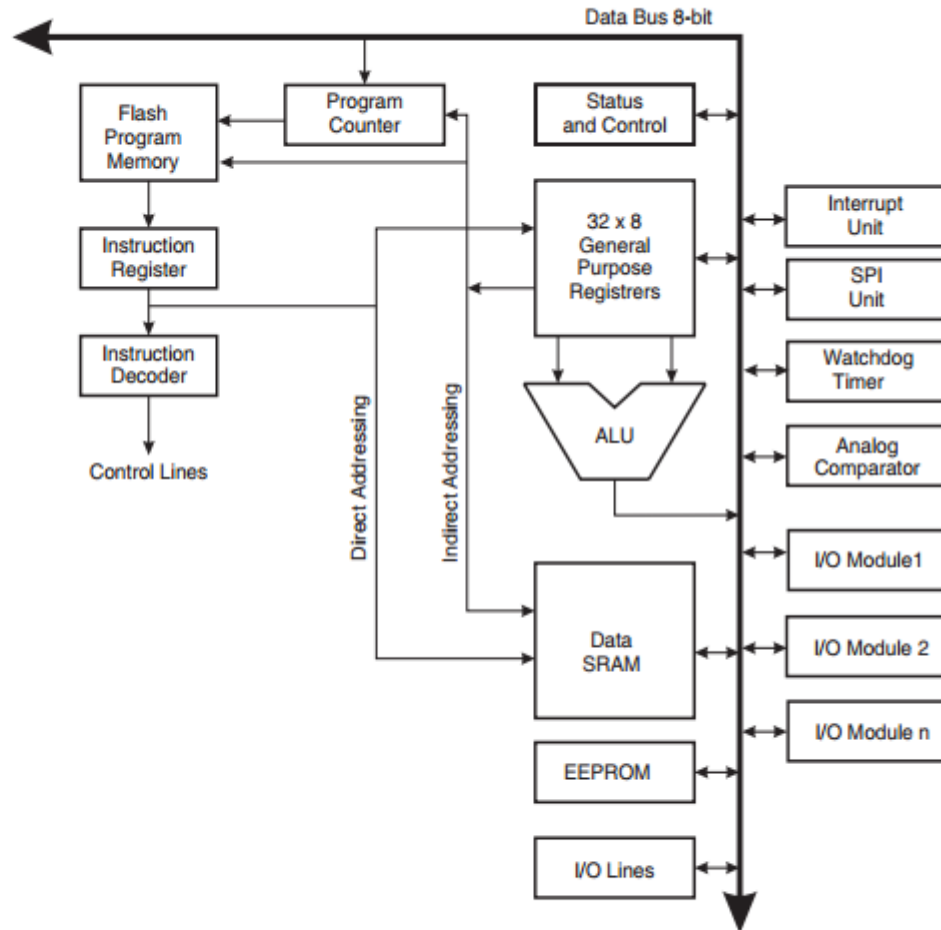 Data Bus 8-bit
Flash
Program
Memory
Program
Counter
Status
and Control
32 x 8
General
Purpose
Registrers
Interrupt
Unit
Instruction
Register
SPI
Unit
Instruction
Decoder
Watchdog
Timer
Control Lines
Direct Addressing
Indirect Addressing
ALU
Analog
Comparator
I/O Module1
Data
SRAM
I/O Module 2
I/O Module n
EEPROM
I/O Lines